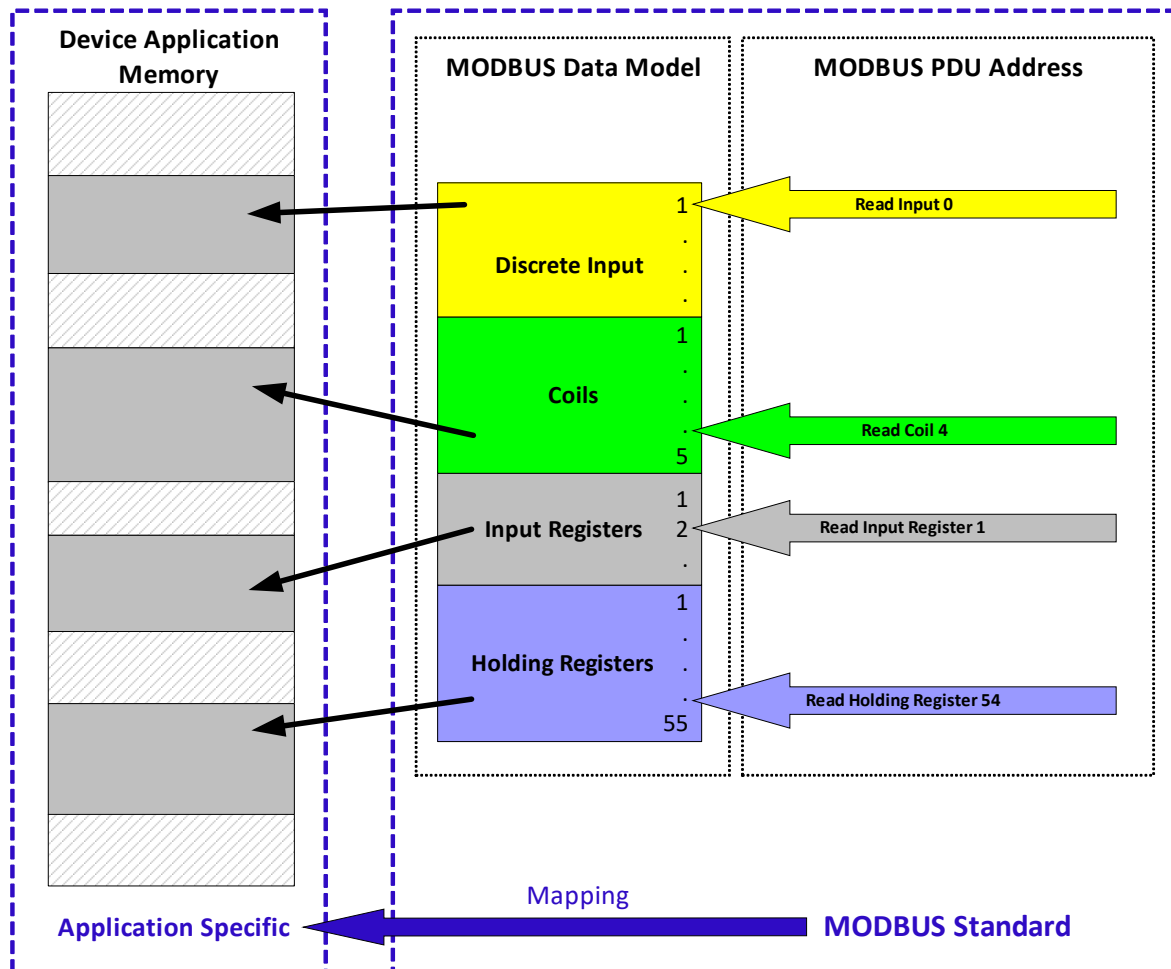 Device Application
Memory
MODBUS Data Model
MODBUS PDU Address
1
.
Discrete Input
.
.
Read Input 0
1
.
Coils
.
.
5
Read Coil 4
1
Input Registers
2
.
Read Input Register 1
1
.
Holding Registers
.
.
55
Read Holding Register 54
Mapping
Application Specific
MODBUS Standard